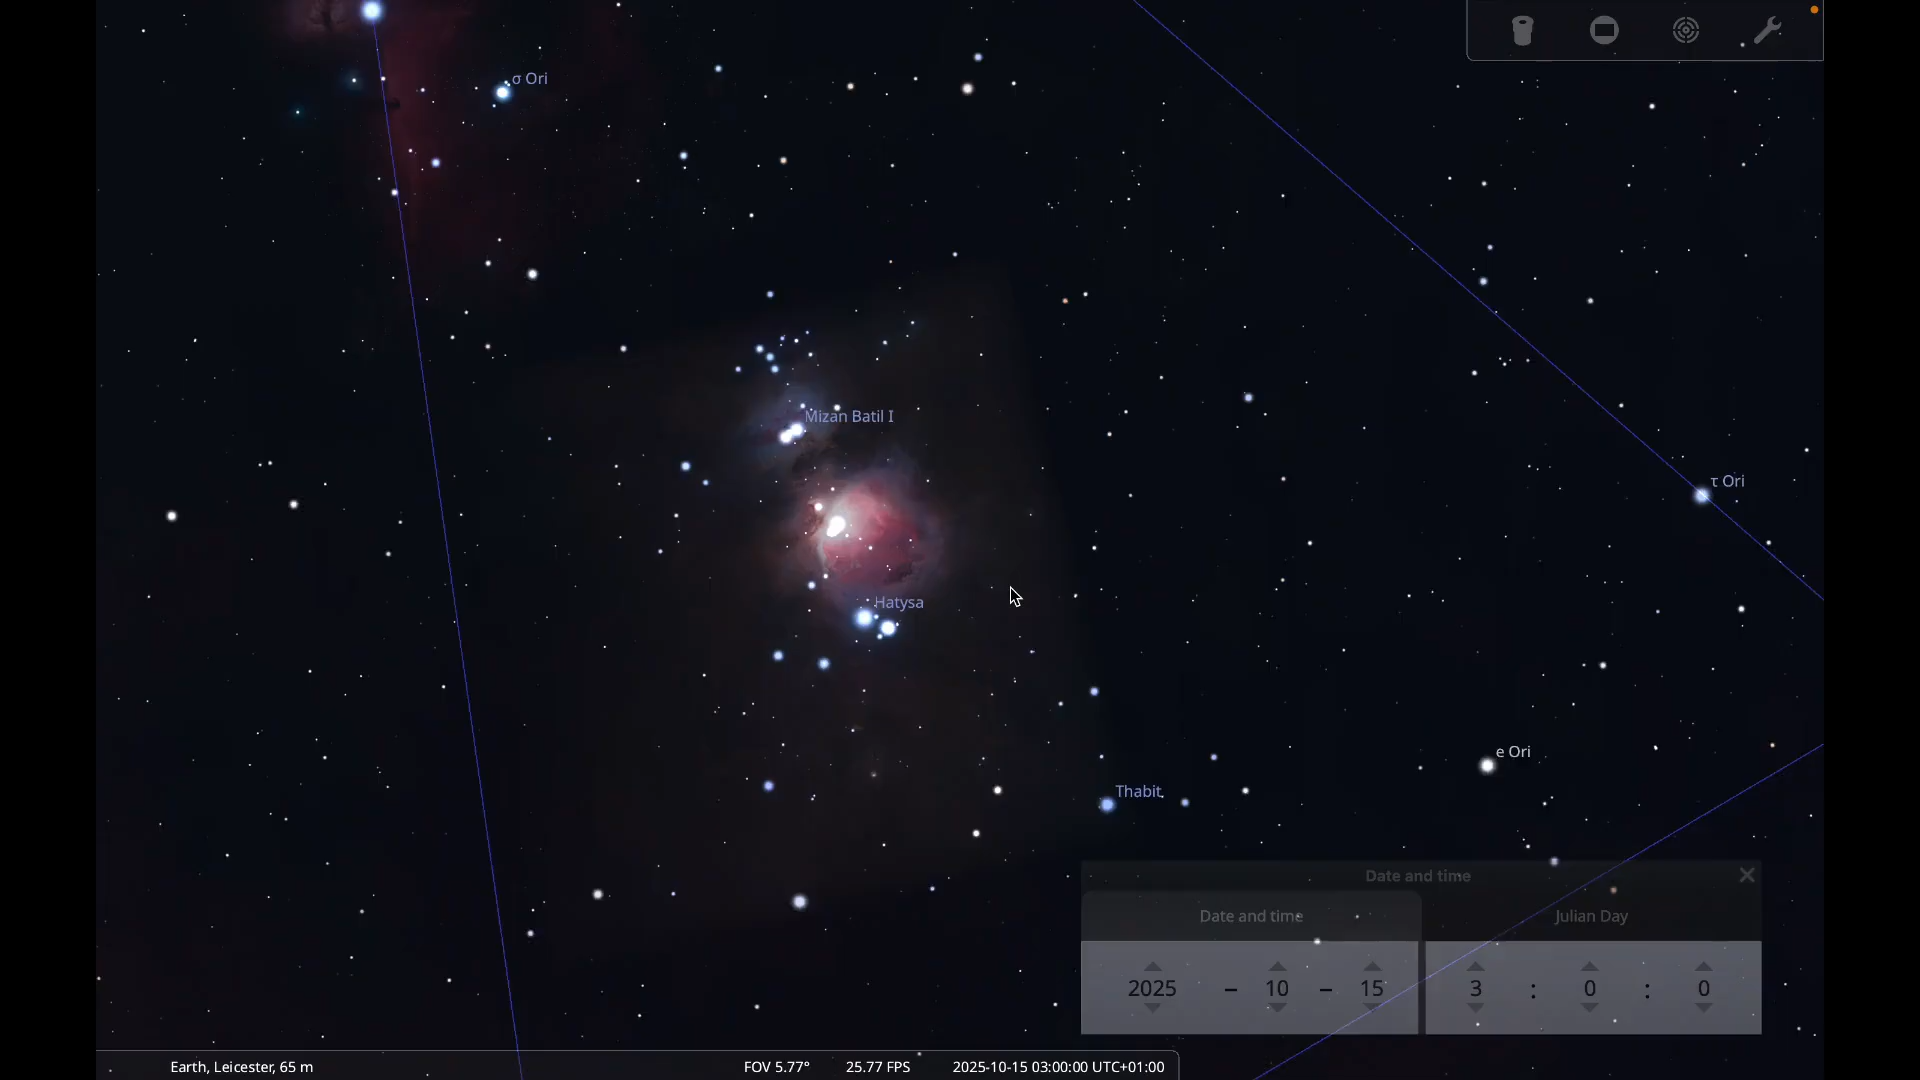 σ Ori
Mizan Batil I
τ Ori
Hatysa
e Ori
Thabit
Date and time
Date and time
Julian Day
2025 – 10 – 15
3 : 0 : 0
Earth, Leicester, 65 m
FOV 5.77°
25.77 FPS
2025-10-15 03:00:00 UTC+01:00